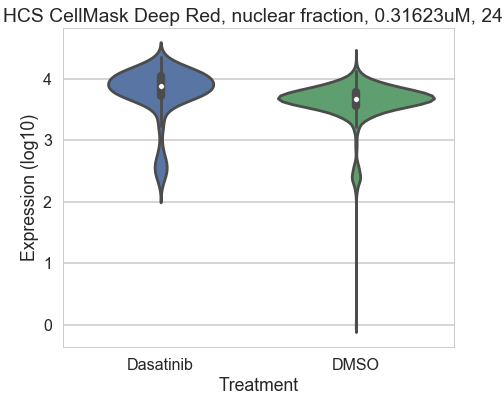 HCS CellMask Deep Red, nuclear fraction, 0.31623uM, 24
4
3
2
1
0
Expression (log10)
Dasatinib
DMSO
Treatment